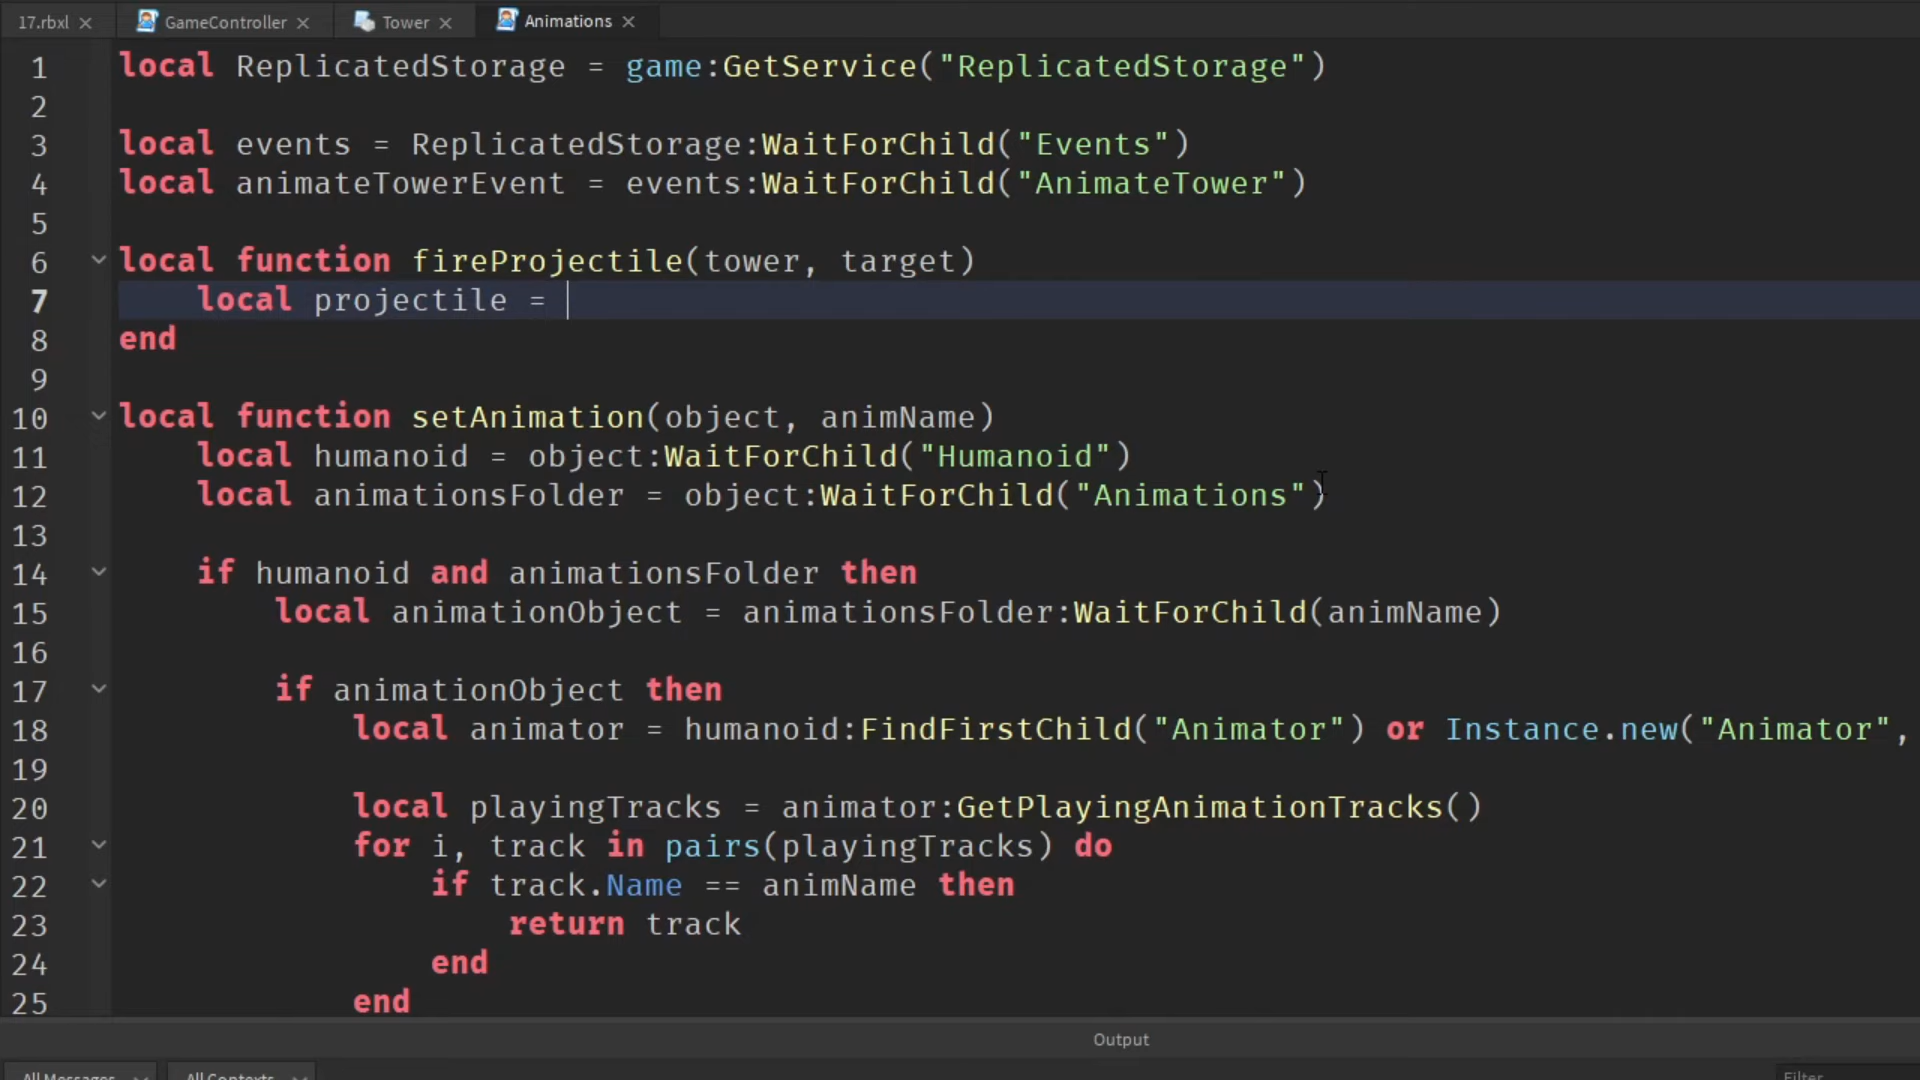 17.rbxl GameController Tower Animations
1 local ReplicatedStorage = game:GetService("ReplicatedStorage")
2
3 local events = ReplicatedStorage:WaitForChild("Events")
4 local animateTowerEvent = events:WaitForChild("AnimateTower")
5
6 local function fireProjectile(tower, target)
7 local projectile =
8 end
9
10 local function setAnimation(object, animName)
11 local humanoid = object:WaitForChild("Humanoid")
12 local animationsFolder = object:WaitForChild("Animations")
13
14 if humanoid and animationsFolder then
15 local animationObject = animationsFolder:WaitForChild(animName)
16
17 if animationObject then
18 local animator = humanoid:FindFirstChild("Animator") or Instance.new("Animator",
19
20 local playingTracks = animator:GetPlayingAnimationTracks()
21 for i, track in pairs(playingTracks) do
22 if track.Name == animName then
23 return track
24 end
25 end
Output
All Messages All Contexts Filter